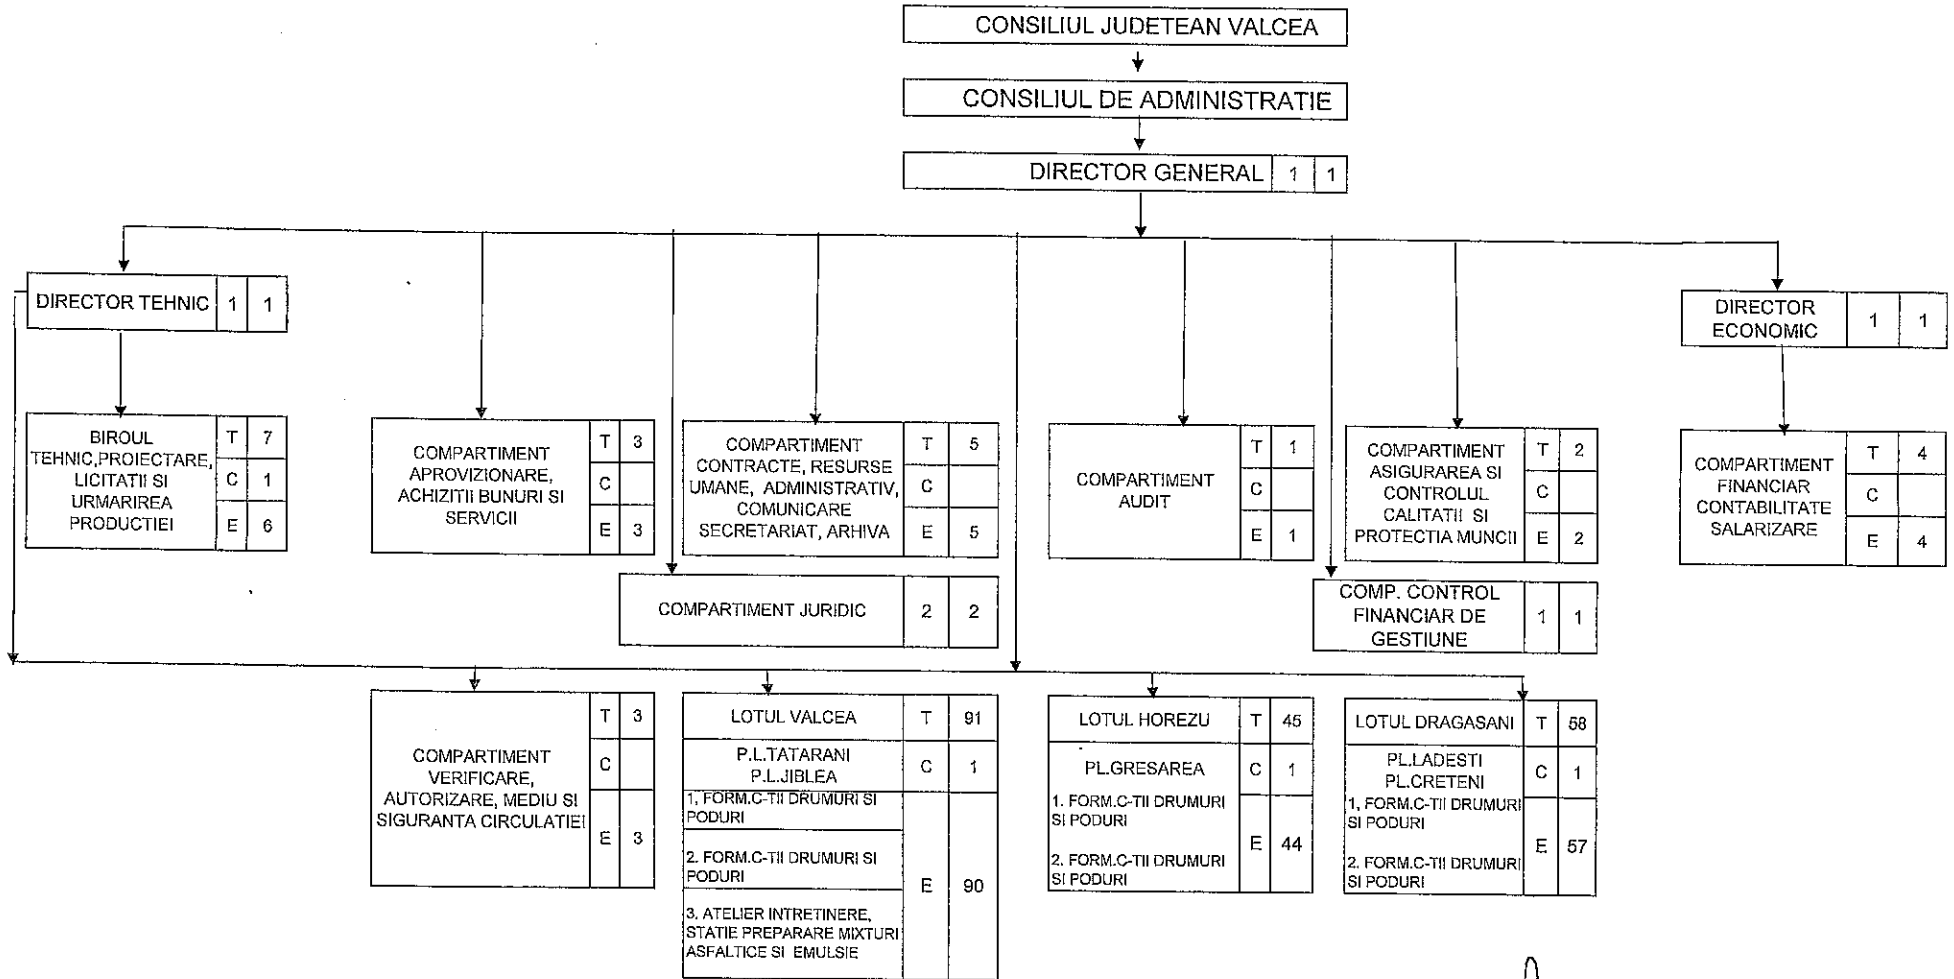 CONSILIUL JUDETEAN VALCEA
CONSILIUL DE ADMINISTRATIE
DIRECTOR GENERAL 1 1
DIRECTOR TEHNIC 1 1
DIRECTOR
ECONOMIC
1 1
BIROUL
TEHNIC,PROIECTARE,
LICITATII SI
URMARIREA
PRODUCTIEI
T 7
C 1
E 6
COMPARTIMENT
APROVIZIONARE,
ACHIZITII BUNURI SI
SERVICII
T 3
C
E 3
COMPARTIMENT
CONTRACTE, RESURSE
UMANE, ADMINISTRATIV,
COMUNICARE
SECRETARIAT, ARHIVA
T 5
C
E 5
COMPARTIMENT
AUDIT
T 1
C
E 1
COMPARTIMENT
ASIGURAREA SI
CONTROLUL
CALITATII SI
PROTECTIA MUNCII
T 2
C
E 2
COMPARTIMENT
FINANCIAR
CONTABILITATE
SALARIZARE
T 4
C
E 4
COMPARTIMENT JURIDIC 2 2
COMP. CONTROL
FINANCIAR DE
GESTIUNE
1 1
COMPARTIMENT
VERIFICARE,
AUTORIZARE, MEDIU SI
SIGURANTA CIRCULATIEI
T 3
C
E 3
LOTUL VALCEA T 91
P.L.TATARANI
P.L.JIBLEA
C 1
1, FORM.C-TII DRUMURI SI
PODURI
2. FORM.C-TII DRUMURI SI
PODURI
3. ATELIER INTRETINERE,
STATIE PREPARARE MIXTURI
ASFALTICE SI EMULSIE
E 90
LOTUL HOREZU T 45
PL.GRESAREA C 1
1. FORM.C-TII DRUMURI
SI PODURI
2. FORM.C-TII DRUMURI
SI PODURI
E 44
LOTUL DRAGASANI T 58
PL.LADESTI
PL.CRETENI
C 1
1, FORM.C-TII DRUMURI
SI PODURI
2. FORM.C-TII DRUMURI
SI PODURI
E 57